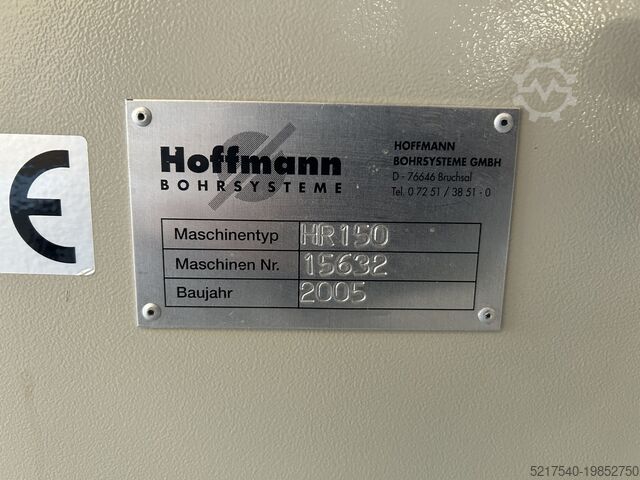 Hoffmann
BOHRSYSTEME
HOFFMANN
BOHRSYSTEME GMBH
D - 76646 Bruchsal
Tel. 0 72 51 / 38 51 - 0
Maschinentyp HR150
Maschinen Nr. 15632
Baujahr 2005
CE
5217540-19852750